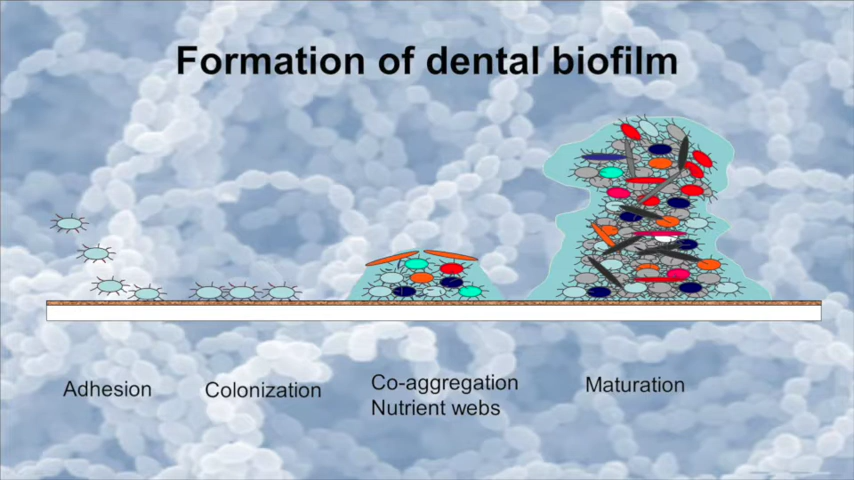 Formation of dental biofilm
Adhesion
Colonization
Co-aggregation
Nutrient webs
Maturation